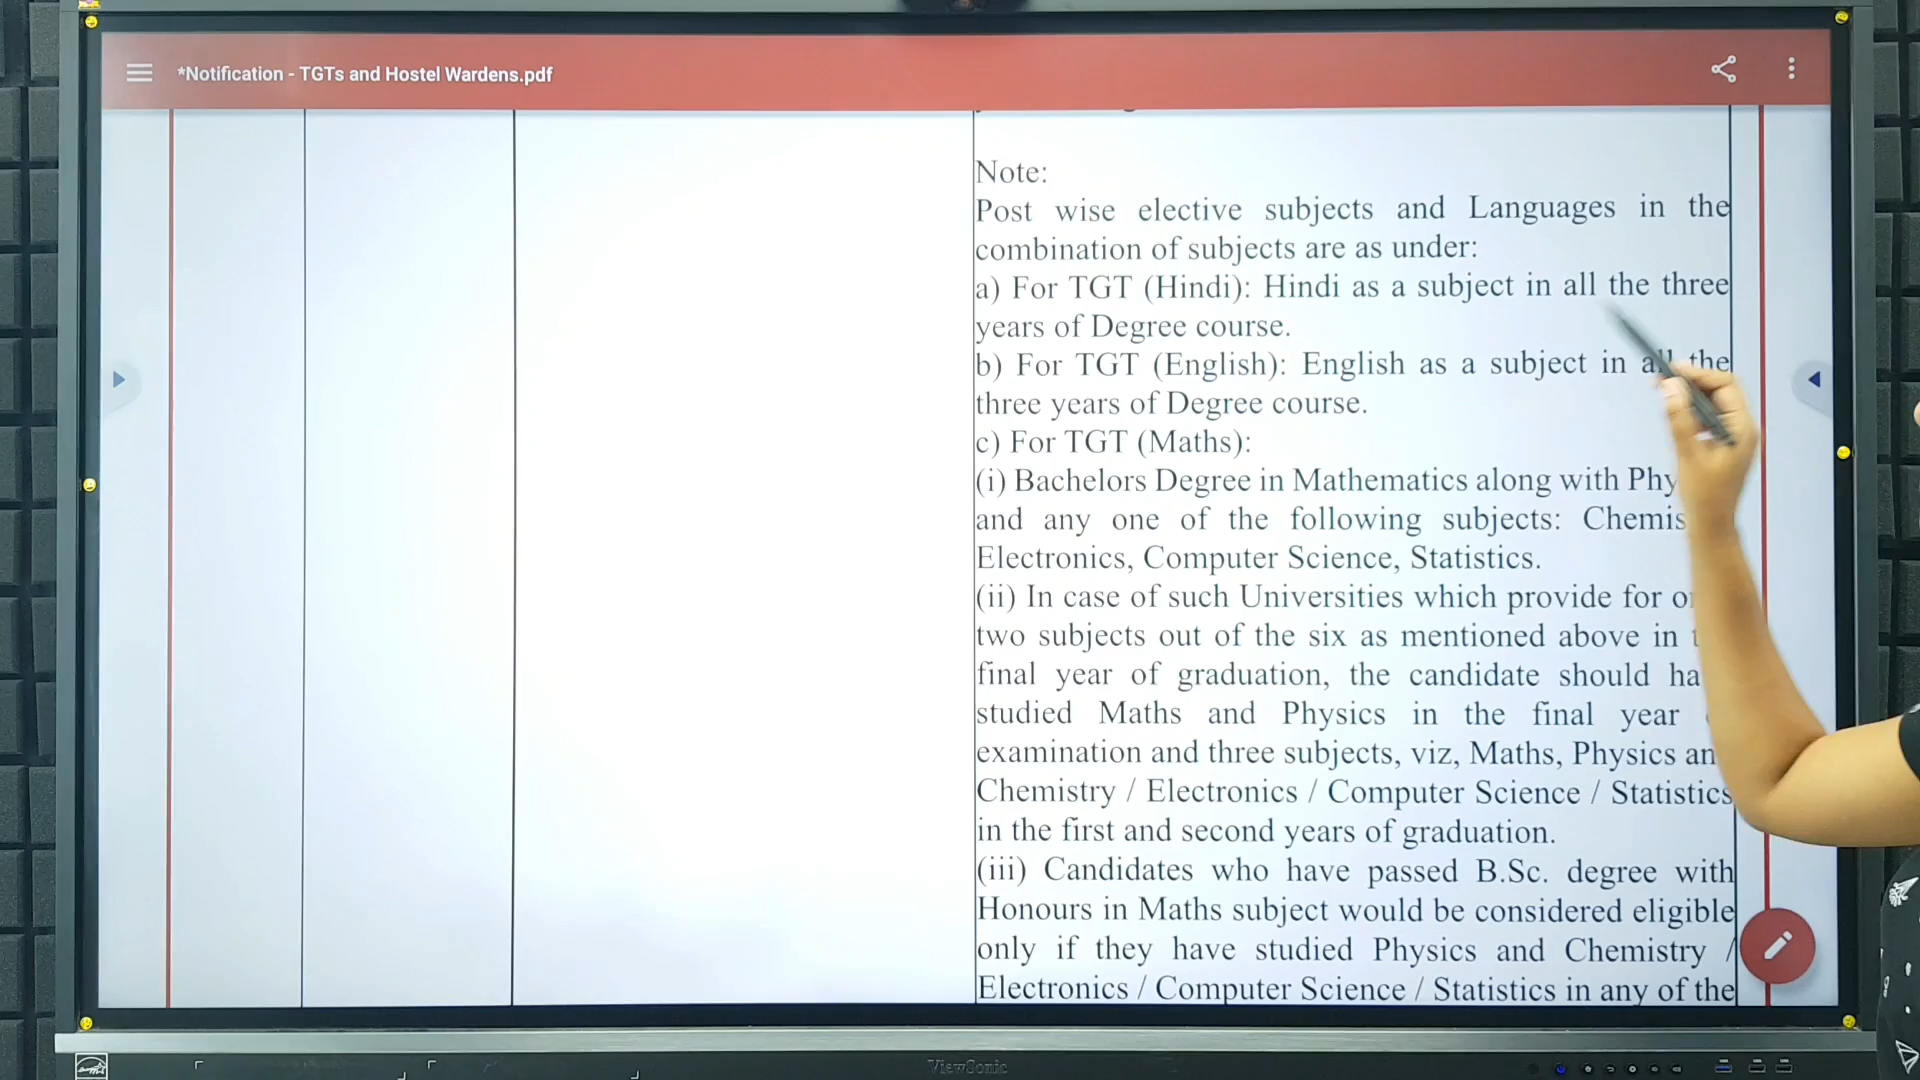 *Notification - TGTs and Hostel Wardens.pdf
Note:
Post wise elective subjects and Languages in the
combination of subjects are as under:
a) For TGT (Hindi): Hindi as a subject in all the three
years of Degree course.
b) For TGT (English): English as a subject in all the
three years of Degree course.
c) For TGT (Maths):
(i) Bachelors Degree in Mathematics along with Phy
and any one of the following subjects: Chemis
Electronics, Computer Science, Statistics.
(ii) In case of such Universities which provide for
two subjects out of the six as mentioned above in
final year of graduation, the candidate should ha
studied Maths and Physics in the final year
examination and three subjects, viz, Maths, Physics an
Chemistry / Electronics / Computer Science / Statistics
in the first and second years of graduation.
(iii) Candidates who have passed B.Sc. degree with
Honours in Maths subject would be considered eligible
only if they have studied Physics and Chemistry /
Electronics / Computer Science / Statistics in any of the
ViewSonic